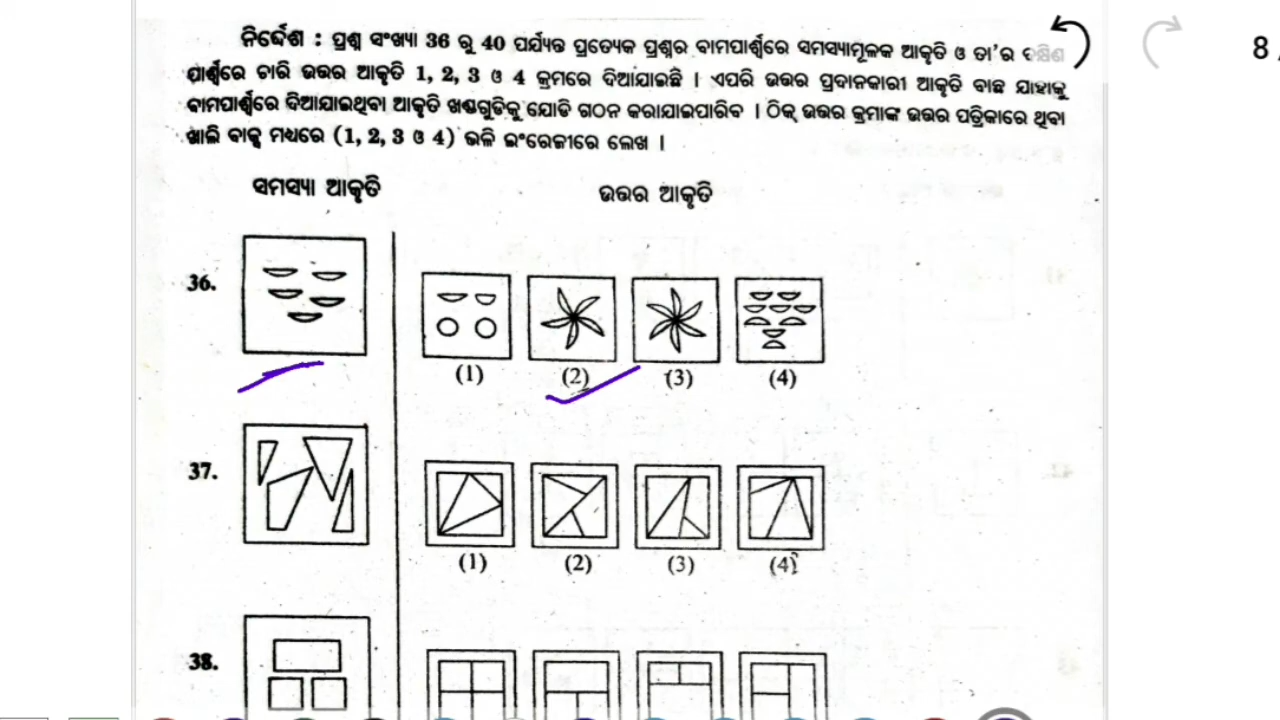 ନିର୍ଦ୍ଦେଶ : ପ୍ରଶ୍ନ ସଂଖ୍ୟା 36 ରୁ 40 ପର୍ଯ୍ୟନ୍ତ ପ୍ରତ୍ୟେକ ପ୍ରଶ୍ନର ବାମପାର୍ଶ୍ୱରେ ସମସ୍ୟାମୂଳକ ଆକୃତି ଓ ତା'ର ଦକ୍ଷିଣ
ପାର୍ଶ୍ୱରେ ଚାରି ଉତ୍ତର ଆକୃତି 1, 2, 3 ଓ 4 କ୍ରମରେ ଦିଆଯାଇଛି । ଏପରି ଉତ୍ତର ପ୍ରଦାନକାରୀ ଆକୃତି ବାଛ ଯାହାକୁ
ବାମପାର୍ଶ୍ୱରେ ଦିଆଯାଇଥିବା ଆକୃତି ଖଣ୍ଡଗୁଡିକୁ ଯୋଡି ଗଠନ କରାଯାଇପାରିବ । ଠିକ୍ ଉତ୍ତର କ୍ରମାଙ୍କ ଉତ୍ତର ପତ୍ରିକାରେ ଥିବା
ଖାଲି ବାକ୍ସ ମଧ୍ୟରେ (1, 2, 3 ଓ 4) ଭଳି ଇଂରେଜୀରେ ଲେଖ ।
ସମସ୍ୟା ଆକୃତି ଉତ୍ତର ଆକୃତି
36.
(1) (2) (3) (4)
37.
(1) (2) (3) (4)
38.
8